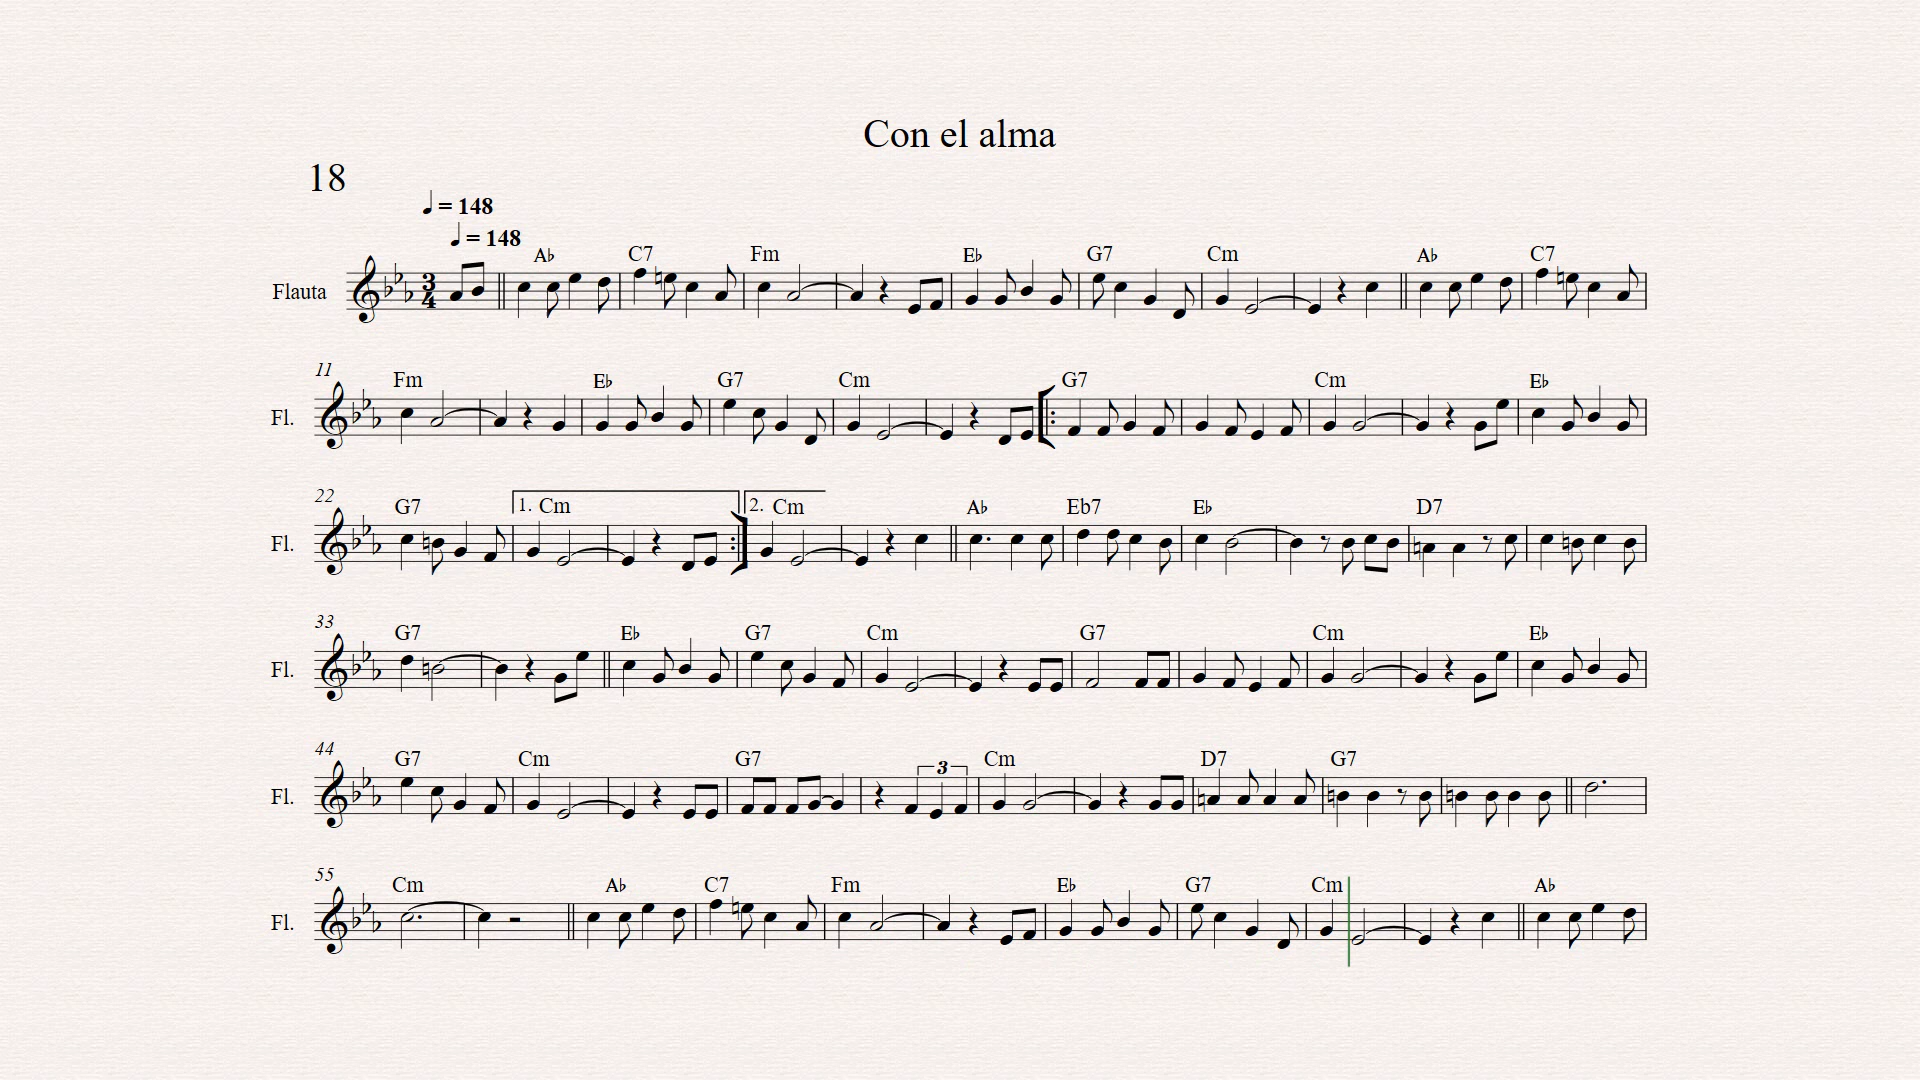 Con el alma
18
♩ = 148
♩ = 148
A♭ C7 Fm E♭ G7 Cm A♭ C7
Flauta 3/4
11
Fm E♭ G7 Cm G7 Cm E♭
Fl.
22
G7 1. Cm 2. Cm A♭ Eb7 E♭ D7
Fl.
33
G7 E♭ G7 Cm G7 Cm E♭
Fl.
44
G7 Cm G7 3 Cm D7 G7
Fl.
55
Cm A♭ C7 Fm E♭ G7 Cm A♭
Fl.